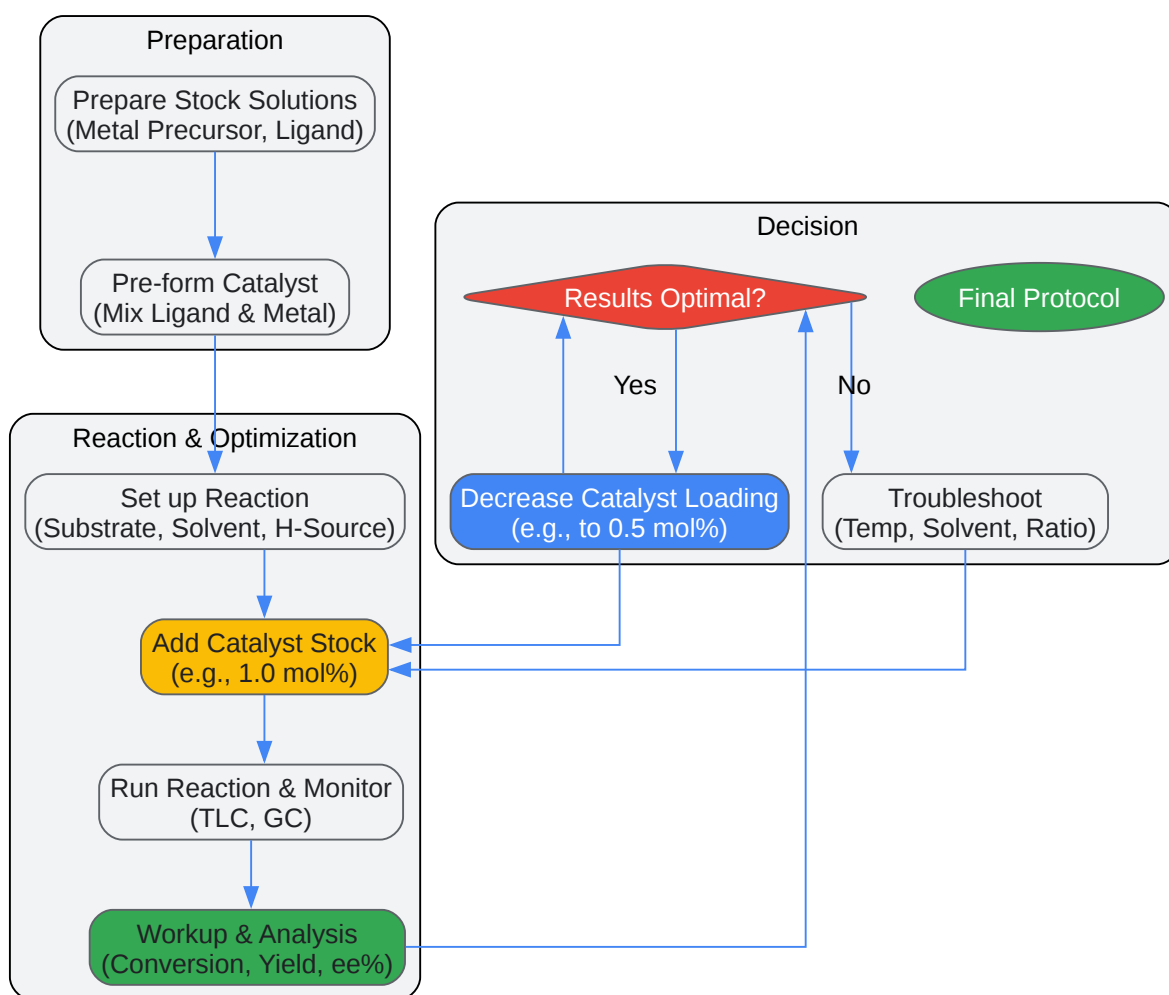 Preparation
Prepare Stock Solutions
(Metal Precursor, Ligand)
Pre-form Catalyst
(Mix Ligand & Metal)
Reaction & Optimization
Set up Reaction
(Substrate, Solvent, H-Source)
Add Catalyst Stock
(e.g., 1.0 mol%)
Run Reaction & Monitor
(TLC, GC)
Workup & Analysis
(Conversion, Yield, ee%)
Decision
Results Optimal?
Final Protocol
Yes
No
Decrease Catalyst Loading
(e.g., to 0.5 mol%)
Troubleshoot
(Temp, Solvent, Ratio)